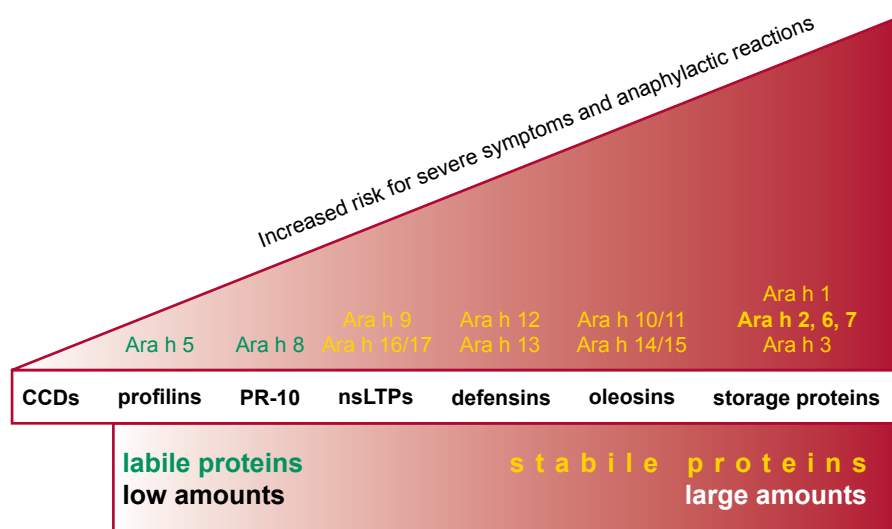 Increased risk for severe symptoms and anaphylactic reactions
Ara h 1
Ara h 9 Ara h 12 Ara h 10/11 Ara h 2, 6, 7
Ara h 5 Ara h 8 Ara h 16/17 Ara h 13 Ara h 14/15 Ara h 3
CCDs profilins PR-10 nsLTPs defensins oleosins storage proteins
labile proteins stabile proteins
low amounts large amounts